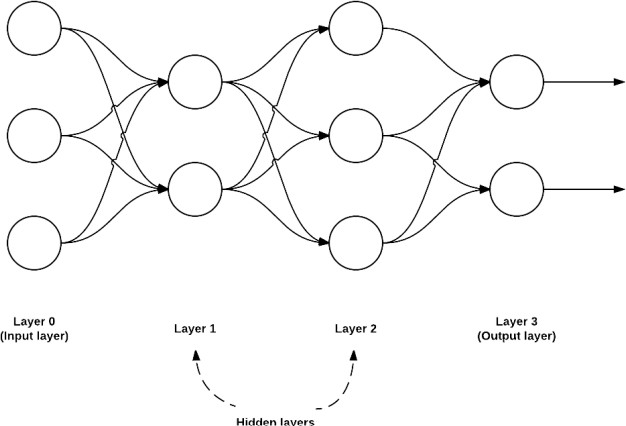 Layer 0
(Input layer)
Layer 1
Layer 2
Layer 3
(Output layer)
Hidden layers